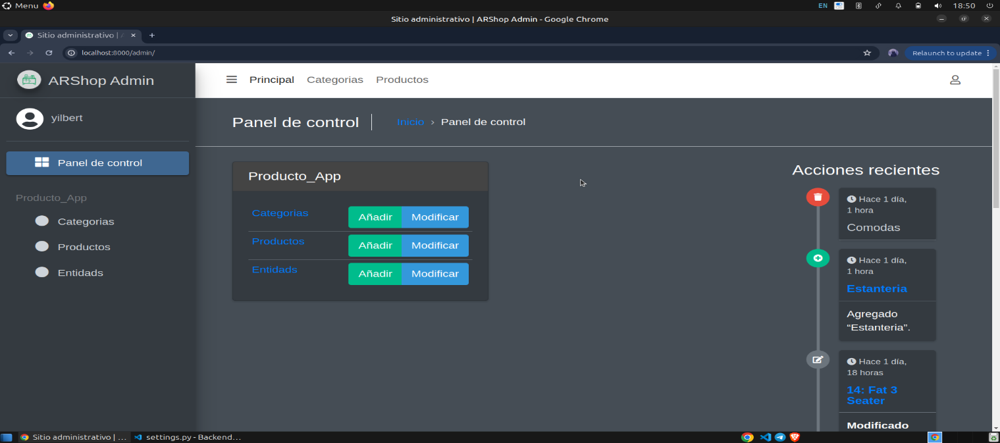 Menu
EN
18:50
Sitio administrativo | ARShop Admin - Google Chrome
Sitio administrativo |
localhost:8000/admin/
Relaunch to update
ARShop Admin
Principal Categorias Productos
yilbert
Panel de control
Inicio › Panel de control
Panel de control
Producto_App
Categorias
Productos
Entidads
Producto_App
Categorias Añadir Modificar
Productos Añadir Modificar
Entidads Añadir Modificar
Acciones recientes
Hace 1 día,
1 hora
Comodas
Hace 1 día,
1 hora
Estanteria
Agregado
“Estanteria”.
Hace 1 día,
18 horas
14: Fat 3
Seater
Modificado
Sitio administrativo | ...
settings.py - Backend...